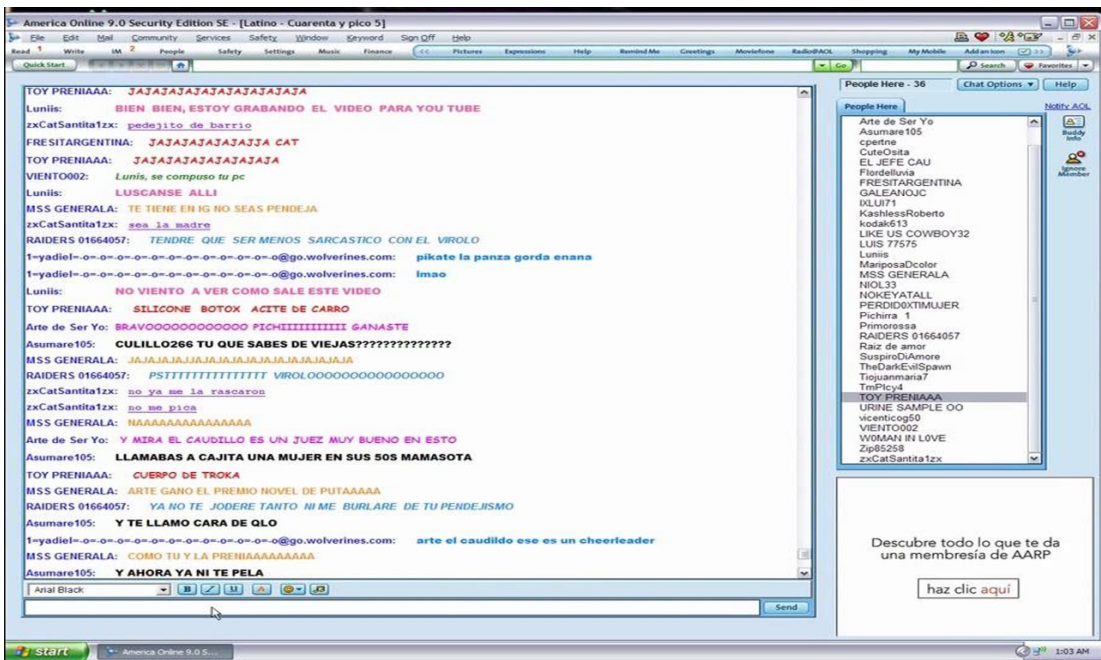 America Online 9.0 Security Edition SE - [Latino - Cuarenta y pico 5]
File Edit Mail Community Services Safety Window Keyword Sign Off Help
Read 1 Write IM 2 People Safety Settings Music Finance << Pictures Expressions Help Remind Me Greetings Moviefone Radio@AOL Shopping My Mobile Add an Icon >>
Quick Start Go Search Favorites
TOY PRENIAAA: JAJAJAJAJAJAJAJAJAJAJA
Luniis: BIEN BIEN, ESTOY GRABANDO EL VIDEO PARA YOU TUBE
zxCatSantita1zx: pedejito de barrio
FRESITARGENTINA: JAJAJAJAJAJAJJA CAT
TOY PRENIAAA: JAJAJAJAJAJAJAJAJA
VIENTO002: Lunis, se compuso tu pc
Luniis: LUSCANSE ALLI
MSS GENERALA: TE TIENE EN IG NO SEAS PENDEJA
zxCatSantita1zx: sea la madre
RAIDERS 01664057: TENDRE QUE SER MENOS SARCASTICO CON EL VIROLO
1=yadiel=-.o=-.o=-.o=-.o=-.o=-.o=-.o=-.o=-.o=-.o@go.wolverines.com: pikate la panza gorda enana
1=yadiel=-.o=-.o=-.o=-.o=-.o=-.o=-.o=-.o=-.o=-.o@go.wolverines.com: lmao
Luniis: NO VIENTO A VER COMO SALE ESTE VIDEO
TOY PRENIAAA: SILICONE BOTOX ACITE DE CARRO
Arte de Ser Yo: BRAVOOOOOOOOOOOO PICHIIIIIIIIIII GANASTE
Asumare105: CULILLO266 TU QUE SABES DE VIEJAS??????????????
MSS GENERALA: JAJAJAJAJJAJAJAJAJAJAJAJAJAJAJA
RAIDERS 01664057: PSTTTTTTTTTTTTTTT VIROLOOOOOOOOOOOOOOOOO
zxCatSantita1zx: no ya me la rascaron
zxCatSantita1zx: no me pica
MSS GENERALA: NAAAAAAAAAAAAAAA
Arte de Ser Yo: Y MIRA EL CAUDILLO ES UN JUEZ MUY BUENO EN ESTO
Asumare105: LLAMABAS A CAJITA UNA MUJER EN SUS 50S MAMASOTA
TOY PRENIAAA: CUERPO DE TROKA
MSS GENERALA: ARTE GANO EL PREMIO NOVEL DE PUTAAAAA
RAIDERS 01664057: YA NO TE JODERE TANTO NI ME BURLARE DE TU PENDEJISMO
Asumare105: Y TE LLAMO CARA DE QLO
1=yadiel=-.o=-.o=-.o=-.o=-.o=-.o=-.o=-.o=-.o=-.o@go.wolverines.com: arte el caudildo ese es un cheerleader
MSS GENERALA: COMO TU Y LA PRENIAAAAAAAAA
Asumare105: Y AHORA YA NI TE PELA
Arial Black B I U A
Send
People Here - 36 Chat Options Help
People Here Notify AOL
Arte de Ser Yo
Asumare105
cpertne
CuteOsita
EL JEFE CAU
Flordelluvia
FRESITARGENTINA
GALEANOJC
IXLUI71
KashlessRoberto
kodak613
LIKE US COWBOY32
LUIS 77575
Luniis
MariposaDcolor
MSS GENERALA
NIOL33
NOKEYATALL
PERDID0XTIMUJER
Pichirra 1
Primorossa
RAIDERS 01664057
Raiz de amor
SuspiroDiAmore
TheDarkEvilSpawn
Tiojuanmaria7
TmPlcy4
TOY PRENIAAA
URINE SAMPLE OO
vicenticog50
VIENTO002
W0MAN IN L0VE
Zip85258
zxCatSantita1zx
Buddy Info
Ignore Member
Descubre todo lo que te da
una membresía de AARP
haz clic aquí
start America Online 9.0 S... 1:03 AM